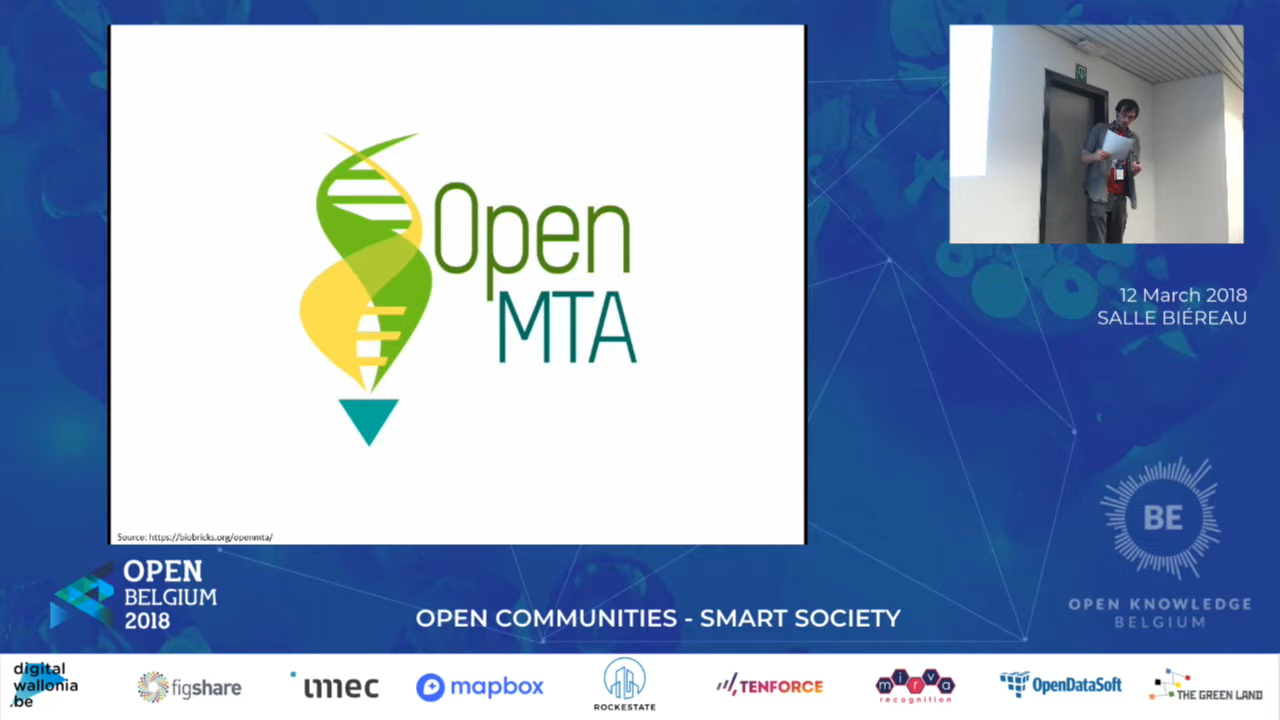 Open
MTA
Source: https://biobricks.org/openmta/
12 March 2018
SALLE BIÉREAU
BE
OPEN KNOWLEDGE
BELGIUM
OPEN
BELGIUM
2018
OPEN COMMUNITIES - SMART SOCIETY
digital
wallonia
.be
figshare
imec
mapbox
ROCKESTATE
TENFORCE
mirva
recognition
OpenDataSoft
THE GREEN LAND